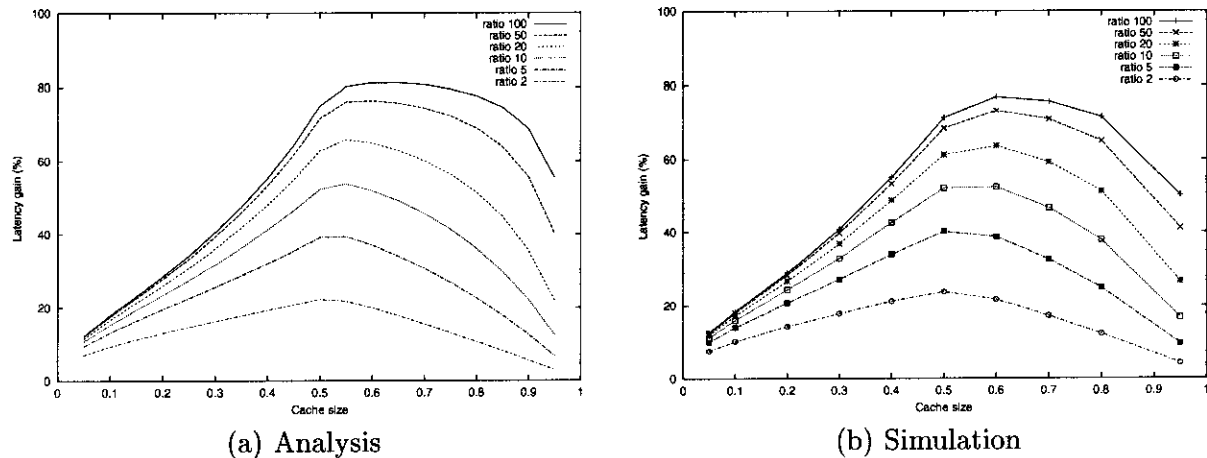 100
80
60
40
20
0
Latency gain (%)
0 0.1 0.2 0.3 0.4 0.5 0.6 0.7 0.8 0.9 1
Cache size
ratio 100
ratio 50
ratio 20
ratio 10
ratio 5
ratio 2
(a) Analysis
100
80
60
40
20
0
Latency gain (%)
0 0.1 0.2 0.3 0.4 0.5 0.6 0.7 0.8 0.9 1
Cache size
ratio 100
ratio 50
ratio 20
ratio 10
ratio 5
ratio 2
(b) Simulation